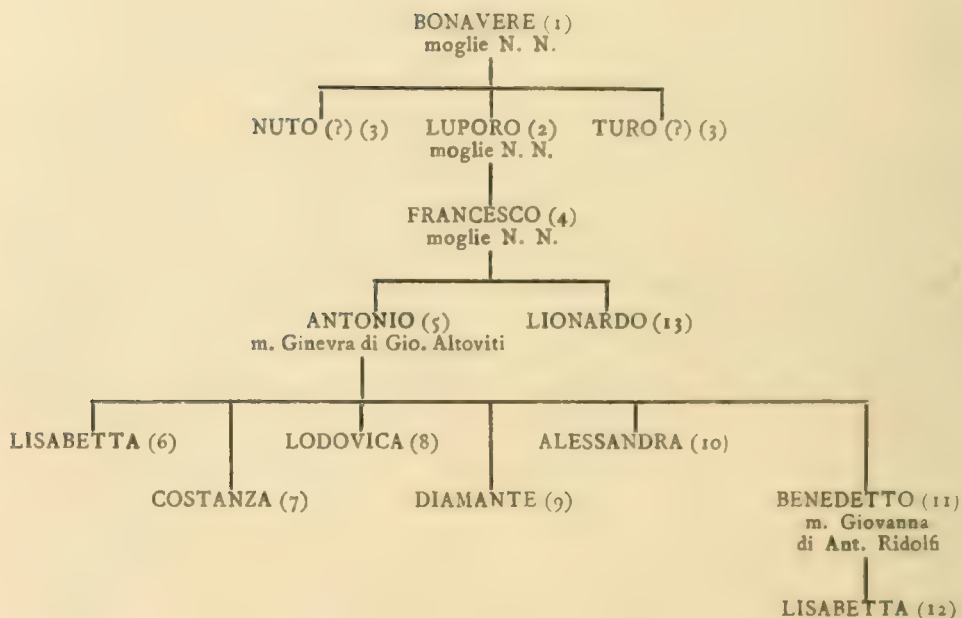 BONAVERE (1)
moglie N. N.
NUTO (?) (3) LUPORO (2) TURO (?) (3)
moglie N. N.
FRANCESCO (4)
moglie N. N.
ANTONIO (5) LIONARDO (13)
m. Ginevra di Gio. Altoviti
LISABETTA (6) LODOVICA (8) ALESSANDRA (10)
COSTANZA (7) DIAMANTE (9) BENEDETTO (11)
m. Giovanna
di Ant. Ridolfi
LISABETTA (12)